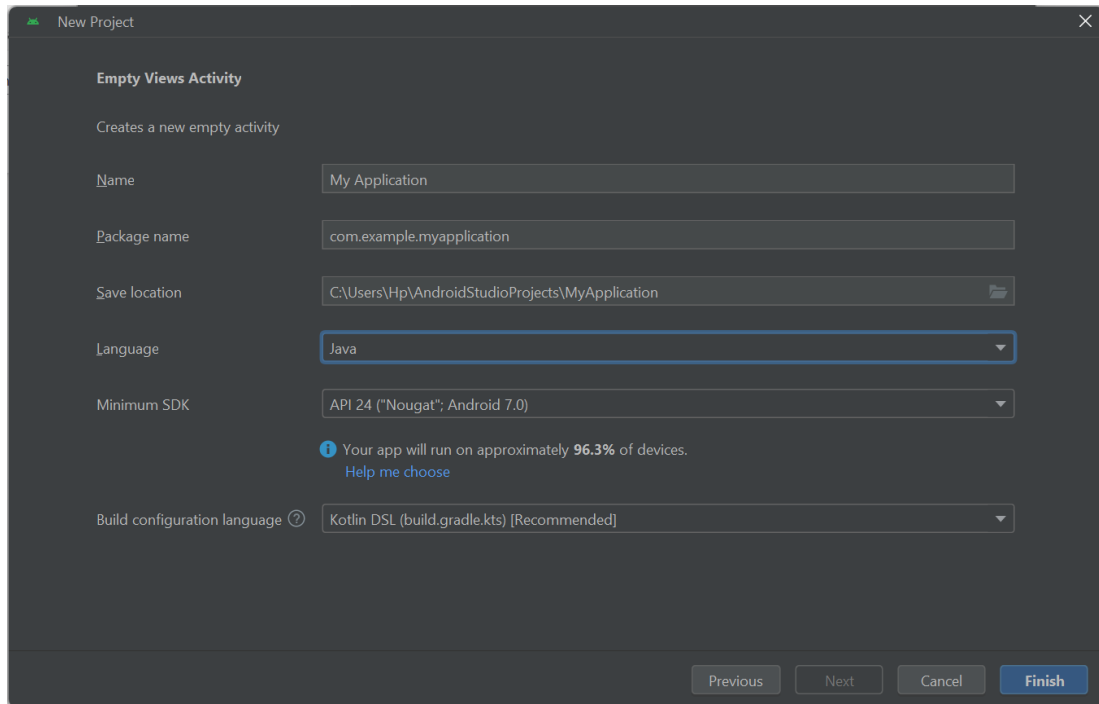 New Project
Empty Views Activity
Creates a new empty activity
Name My Application
Package name com.example.myapplication
Save location C:\Users\Hp\AndroidStudioProjects\MyApplication
Language Java
Minimum SDK API 24 ("Nougat"; Android 7.0)
Your app will run on approximately 96.3% of devices.
Help me choose
Build configuration language ? Kotlin DSL (build.gradle.kts) [Recommended]
Previous Next Cancel Finish